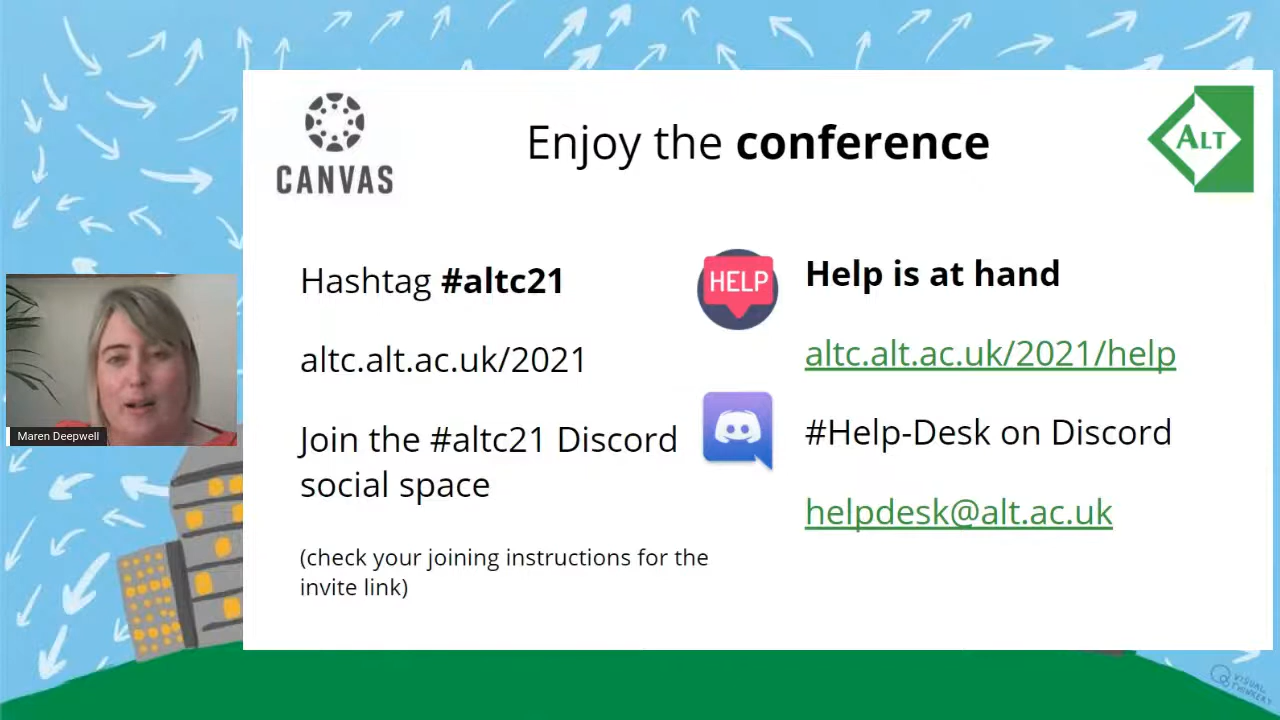 CANVAS
Enjoy the conference
ALT
Hashtag #altc21
altc.alt.ac.uk/2021
Join the #altc21 Discord
social space
(check your joining instructions for the
invite link)
HELP
Help is at hand
altc.alt.ac.uk/2021/help
#Help-Desk on Discord
helpdesk@alt.ac.uk
Maren Deepwell
VISUAL
THINKERY